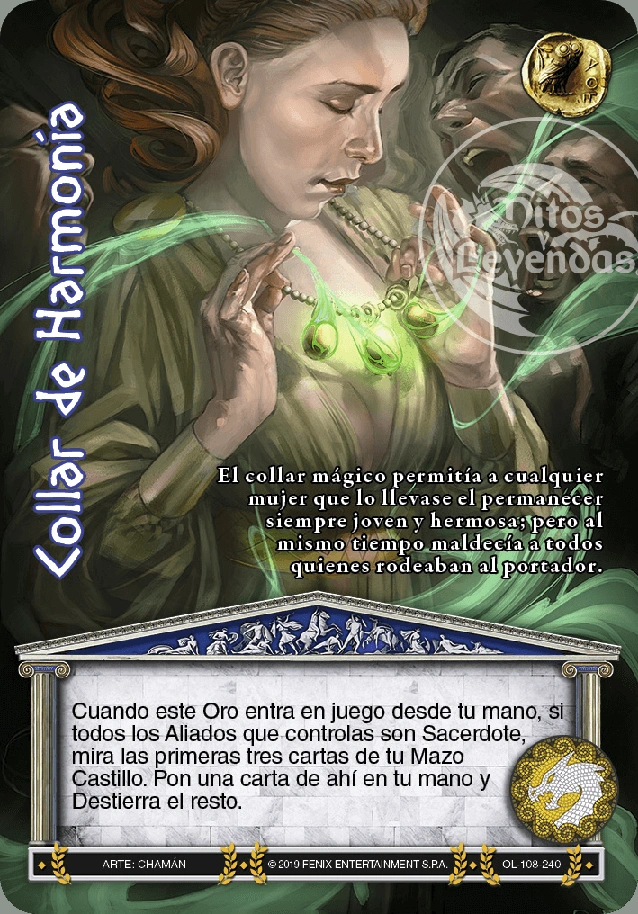 Collar de Harmonía
Mitos
Leyendas
El collar mágico permitía a cualquier
mujer que lo llevase el permanecer
siempre joven y hermosa; pero al
mismo tiempo maldecía a todos
quienes rodeaban al portador.
Cuando este Oro entra en juego desde tu mano, si
todos los Aliados que controlas son Sacerdote,
mira las primeras tres cartas de tu Mazo
Castillo. Pon una carta de ahí en tu mano y
Destierra el resto.
ARTE: CHAMÁN
© 2019 FENIX ENTERTAINMENT S.P.A.
OL 108-240